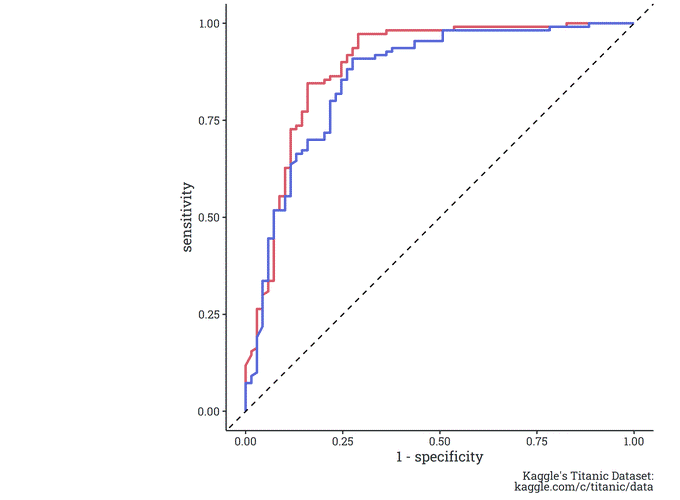 1.00
0.75
0.50
0.25
0.00
sensitivity
0.00 0.25 0.50 0.75 1.00
1 - specificity
Kaggle's Titanic Dataset:
kaggle.com/c/titanic/data